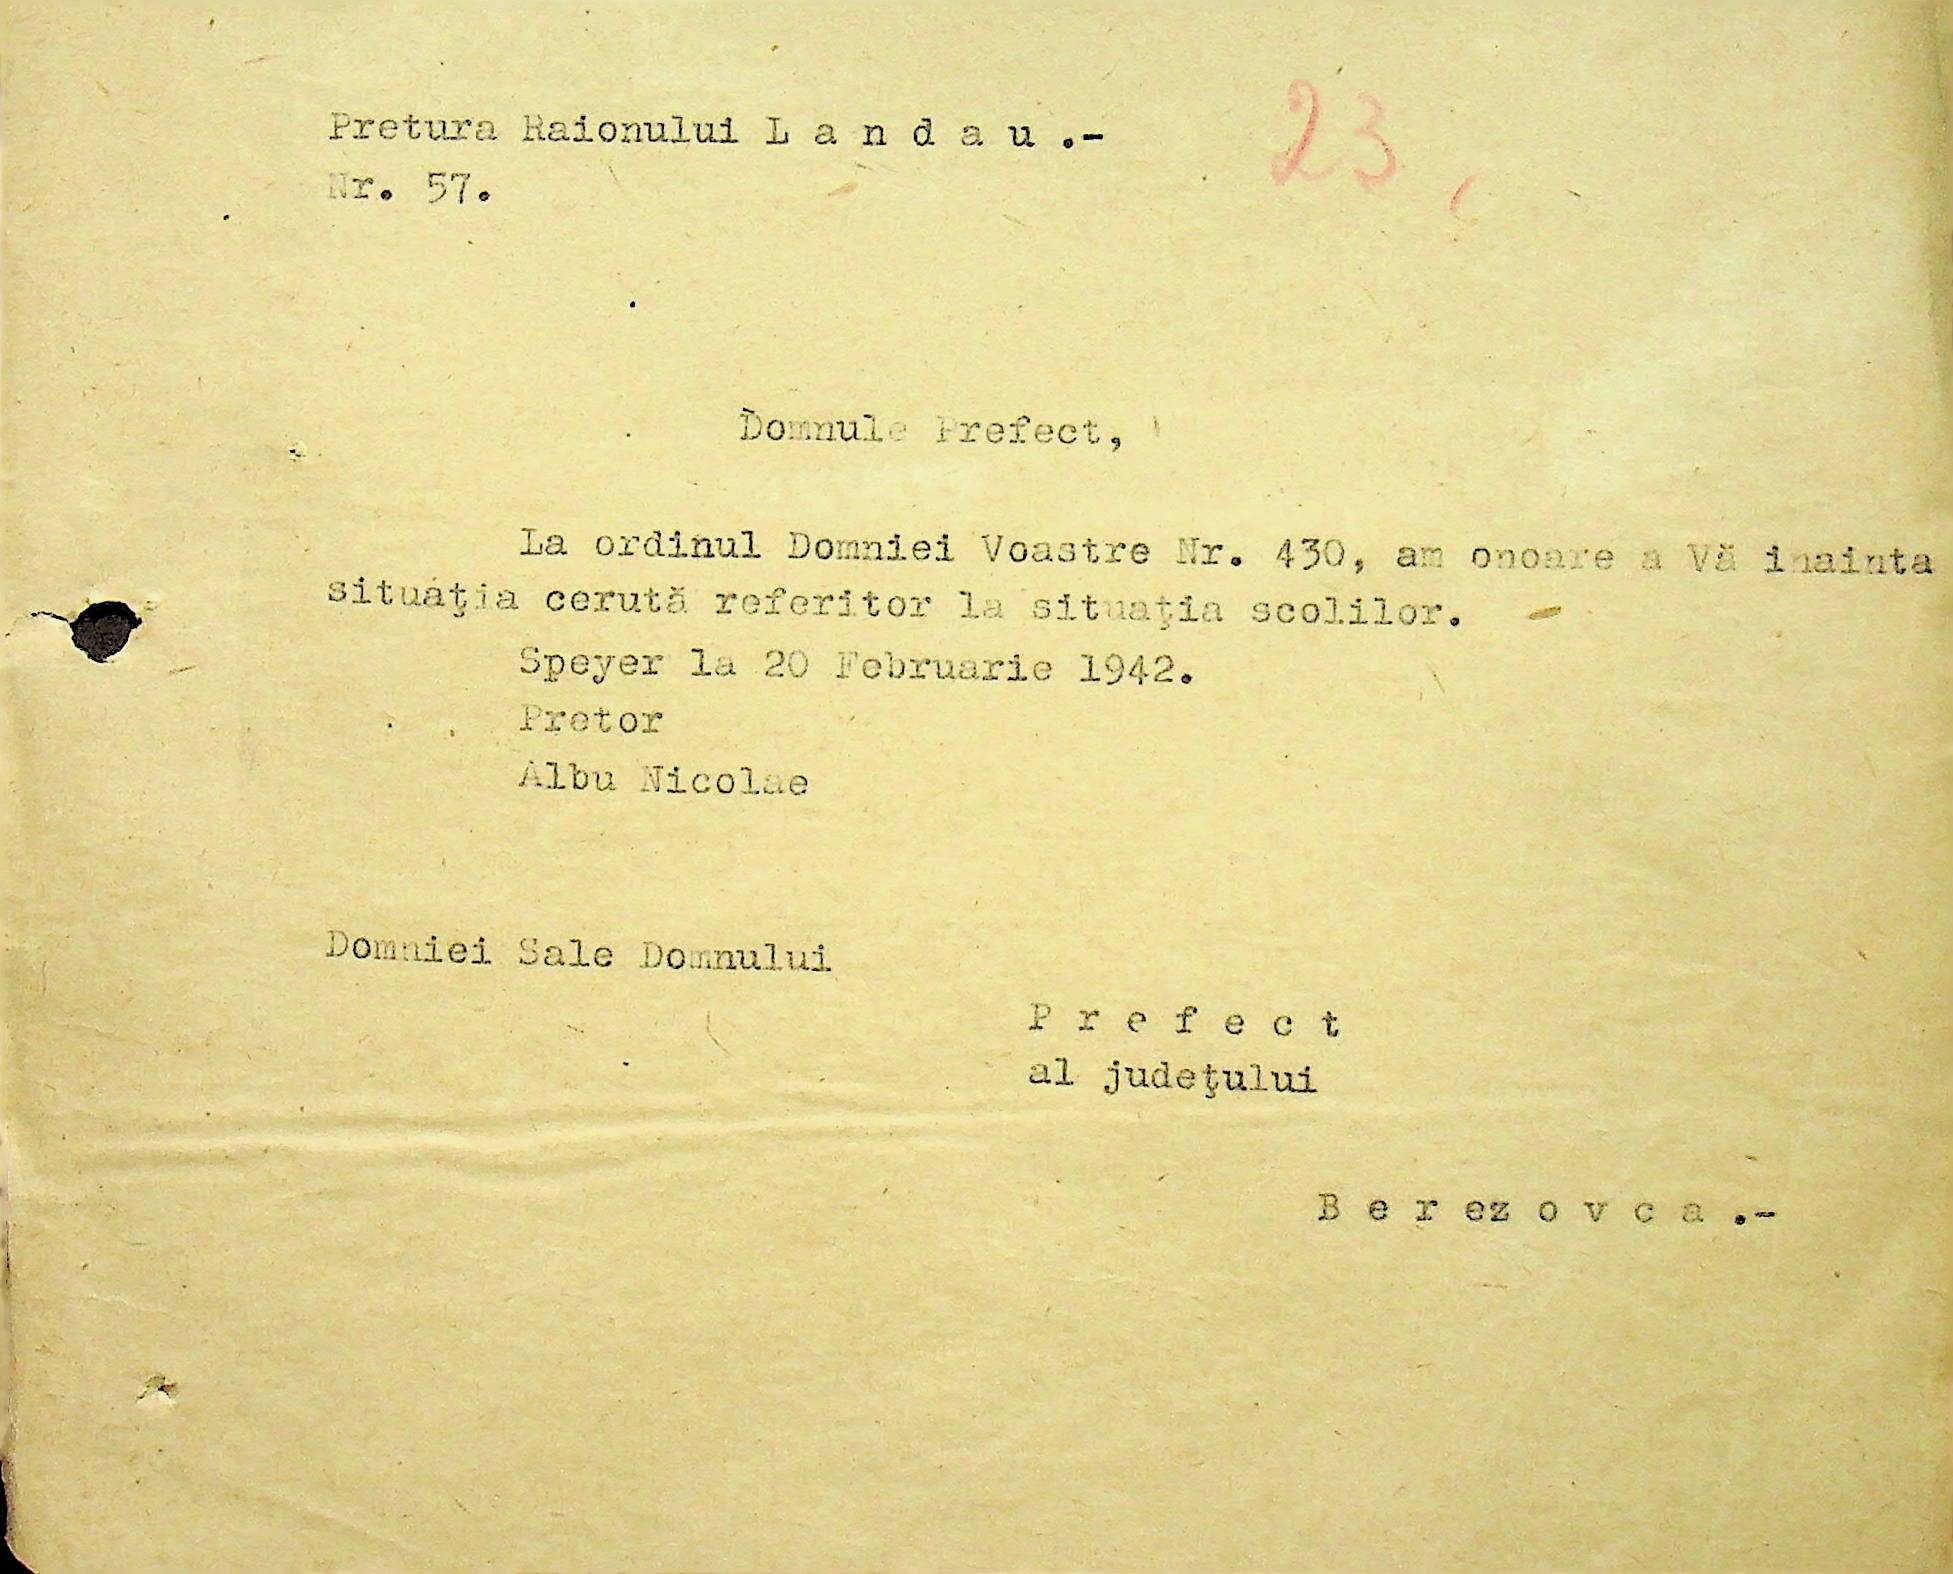 Pretura Raionului L a n d a u .-
23
Nr. 57.
Domnule Prefect,
La ordinul Domniei Voastre Nr. 430, am onoare a Vă inainta
situaţia cerută referitor la situaţia scolilor.
Speyer la 20 Februarie 1942.
Pretor
Albu Nicolae
Domniei Sale Domnului
P r e f e c t
al judeţului
B e r ez o v c a .-